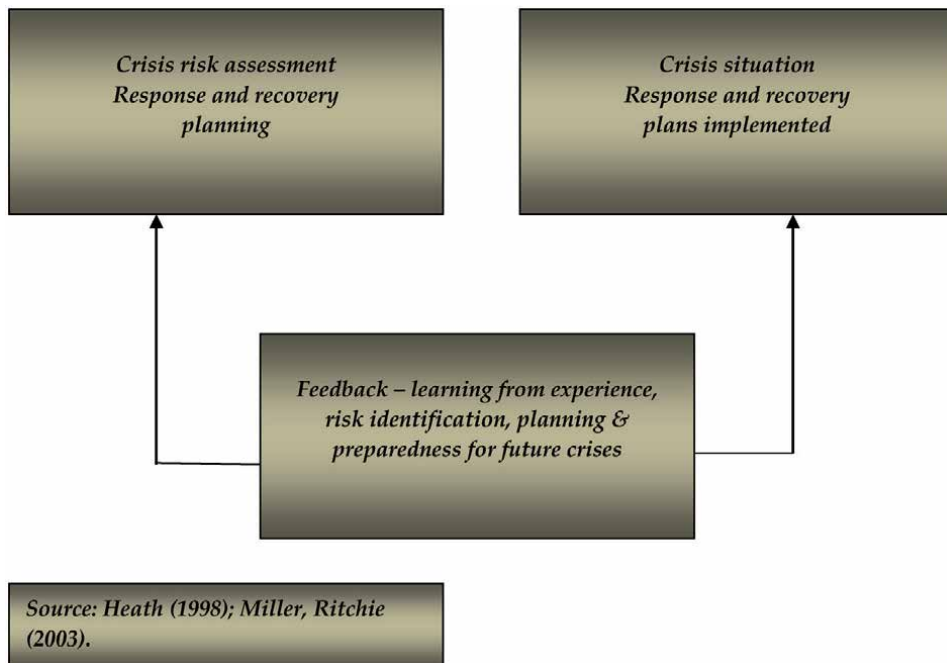 Crisis risk assessment
Response and recovery
planning
Crisis situation
Response and recovery
plans implemented
Feedback – learning from experience,
risk identification, planning &
preparedness for future crises
Source: Heath (1998); Miller, Ritchie
(2003).